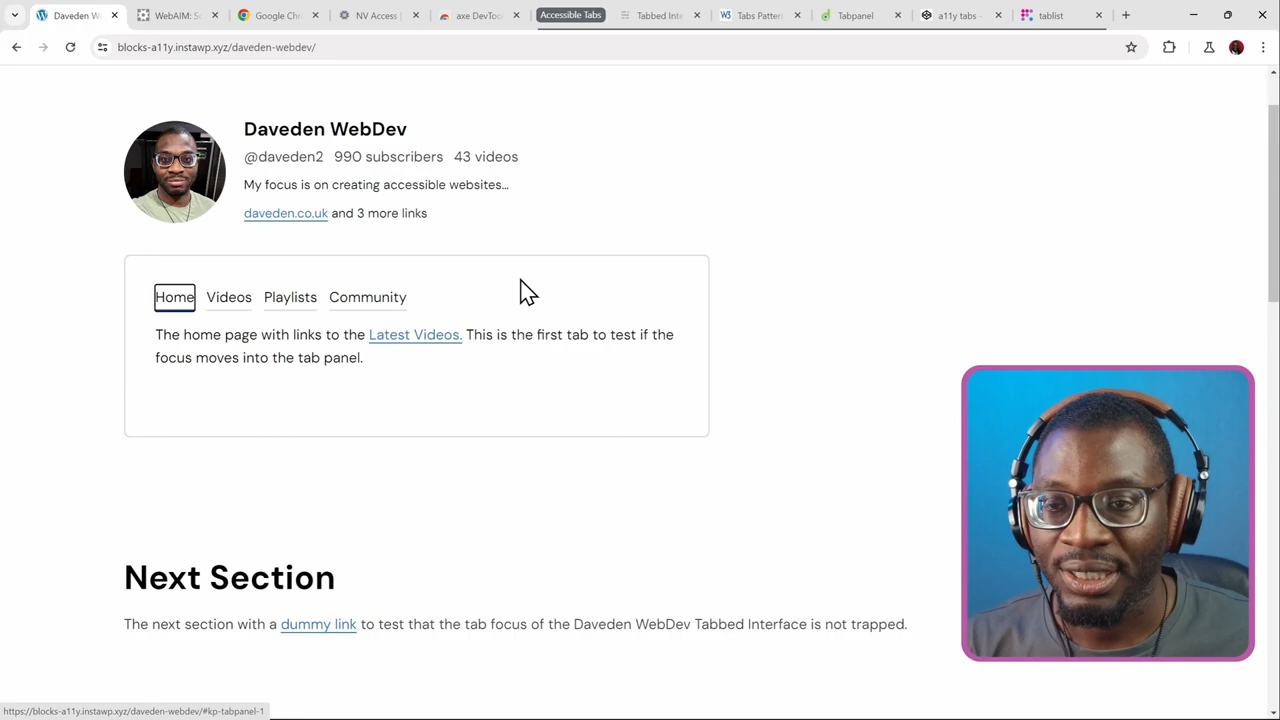 Daveden W
WebAIM: Sc
Google Chr
NV Access |
axe DevTool
Accessible Tabs
Tabbed Inte
Tabs Pattern
Tabpanel
a11y tabs
tablist
blocks-a11y.instawp.xyz/daveden-webdev/
Daveden WebDev
@daveden2 990 subscribers 43 videos
My focus is on creating accessible websites...
daveden.co.uk and 3 more links
Home Videos Playlists Community
The home page with links to the Latest Videos. This is the first tab to test if the
focus moves into the tab panel.
Next Section
The next section with a dummy link to test that the tab focus of the Daveden WebDev Tabbed Interface is not trapped.
https://blocks-a11y.instawp.xyz/daveden-webdev/#kp-tabpanel-1